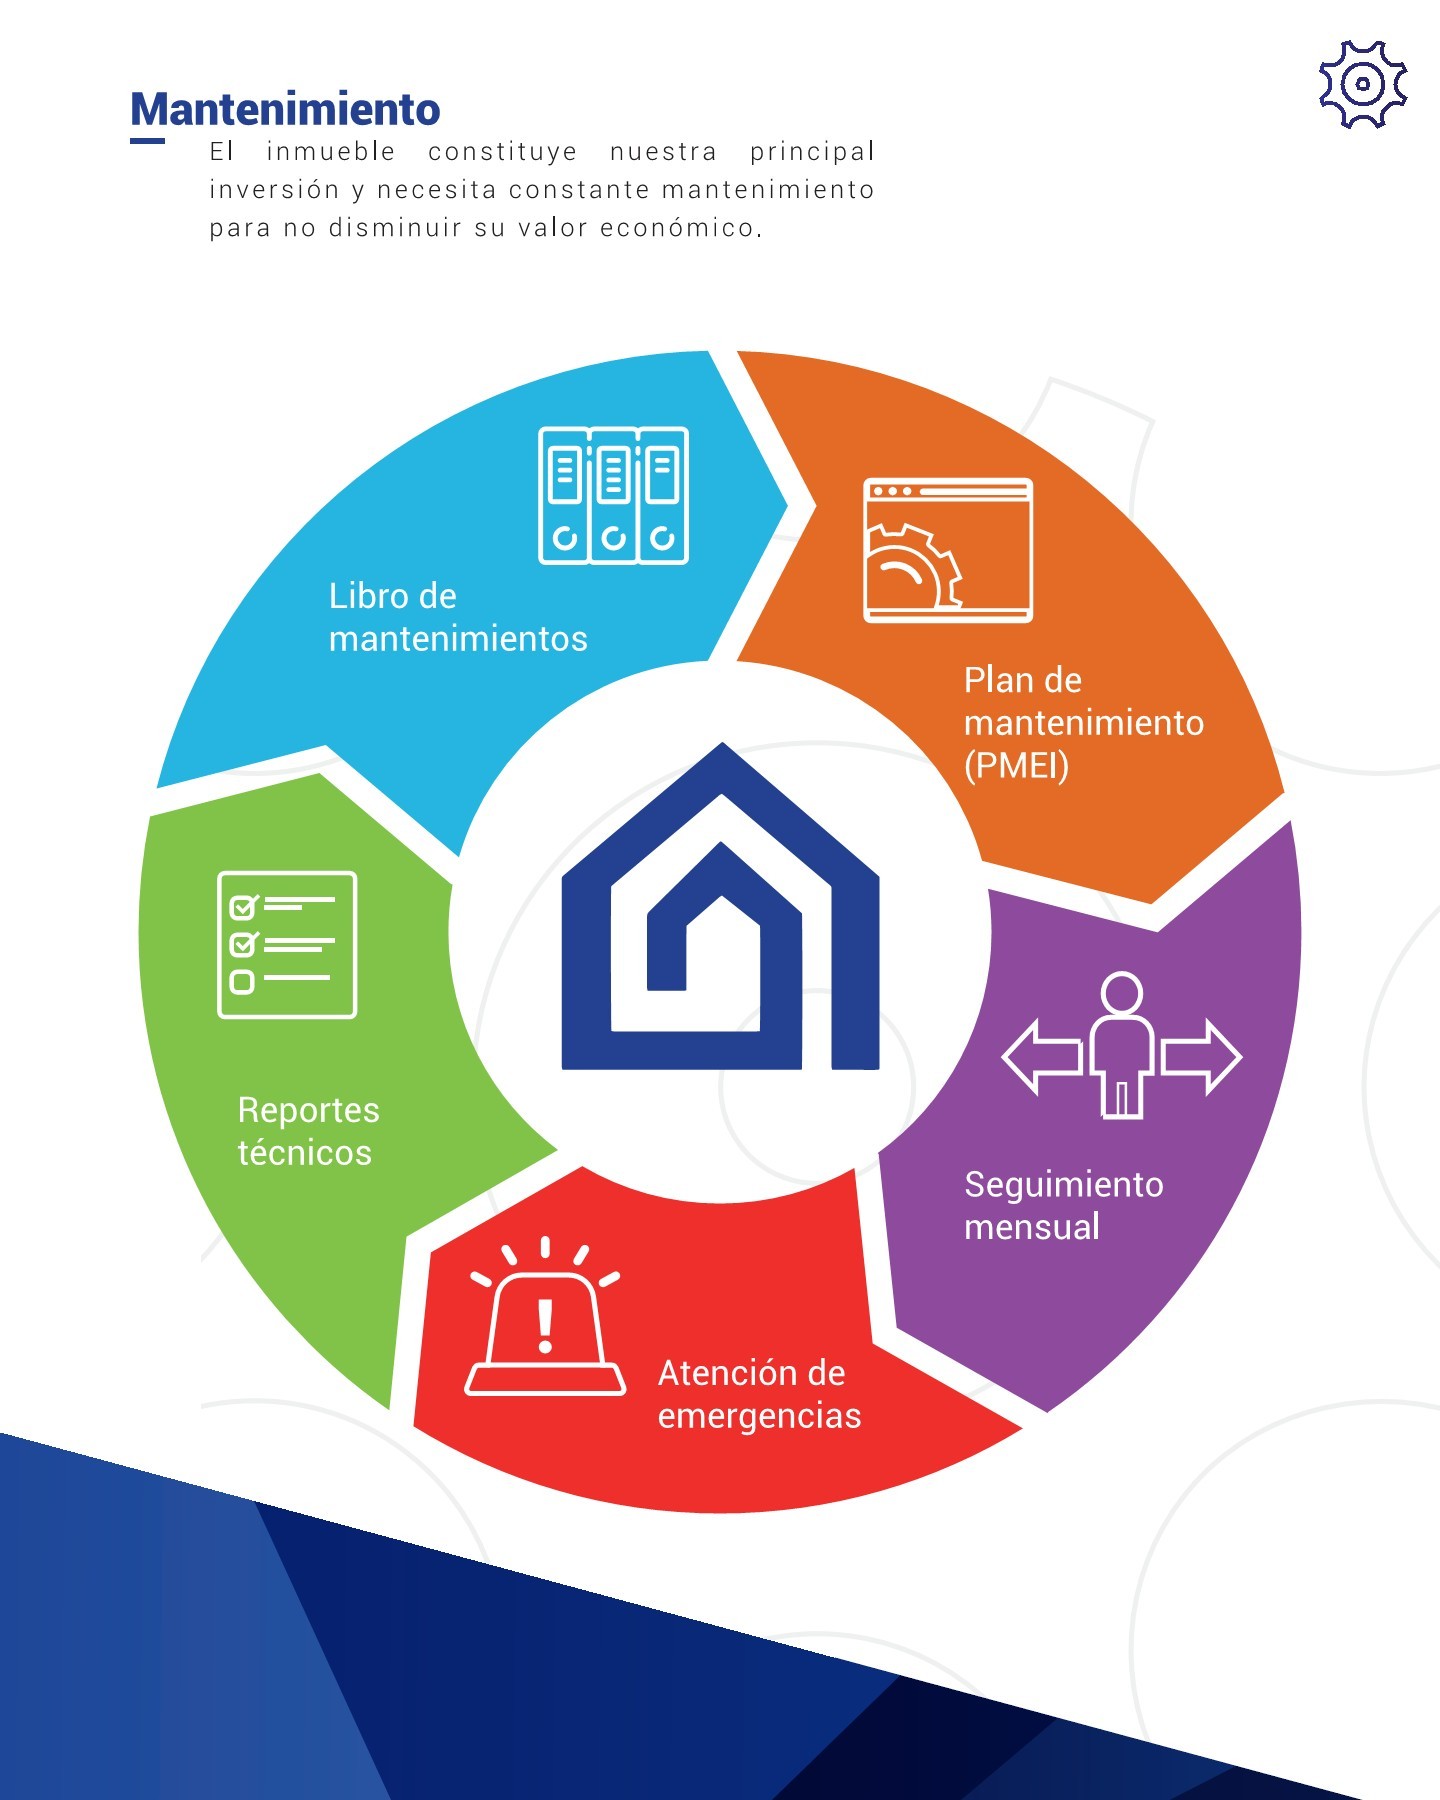 Mantenimiento
El inmueble constituye nuestra principal
inversión y necesita constante mantenimiento
para no disminuir su valor económico.
Libro de
mantenimientos
Plan de
mantenimiento
(PMEI)
Seguimiento
mensual
Atención de
emergencias
Reportes
técnicos